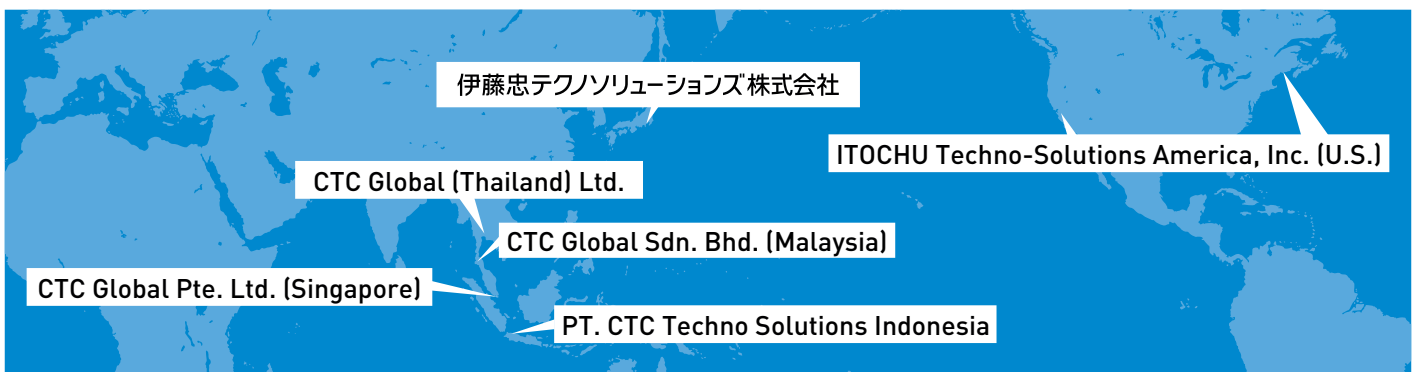 伊藤忠テクノソリューションズ株式会社
ITOCHU Techno-Solutions America, Inc. (U.S.)
CTC Global (Thailand) Ltd.
CTC Global Sdn. Bhd. (Malaysia)
CTC Global Pte. Ltd. (Singapore)
PT. CTC Techno Solutions Indonesia